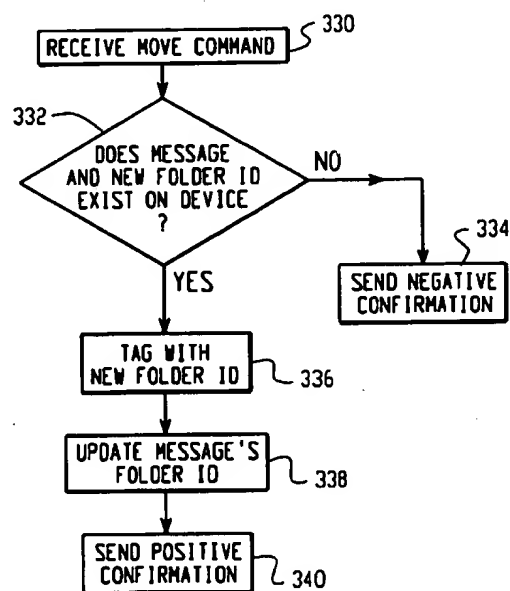 RECEIVE MOVE COMMAND
330
332
DOES MESSAGE
AND NEW FOLDER ID
EXIST ON DEVICE
?
NO
334
SEND NEGATIVE
CONFIRMATION
YES
TAG WITH
NEW FOLDER ID
336
UPDATE MESSAGE'S
FOLDER ID
338
SEND POSITIVE
CONFIRMATION
340